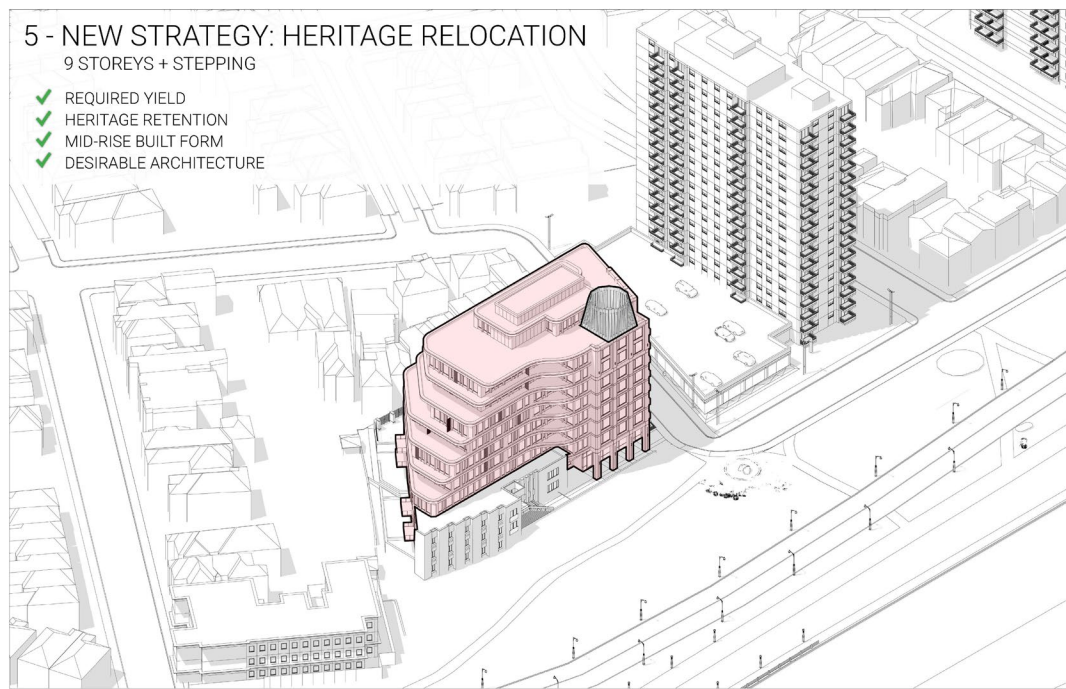 5 - NEW STRATEGY: HERITAGE RELOCATION
9 STOREYS + STEPPING
REQUIRED YIELD
HERITAGE RETENTION
MID-RISE BUILT FORM
DESIRABLE ARCHITECTURE